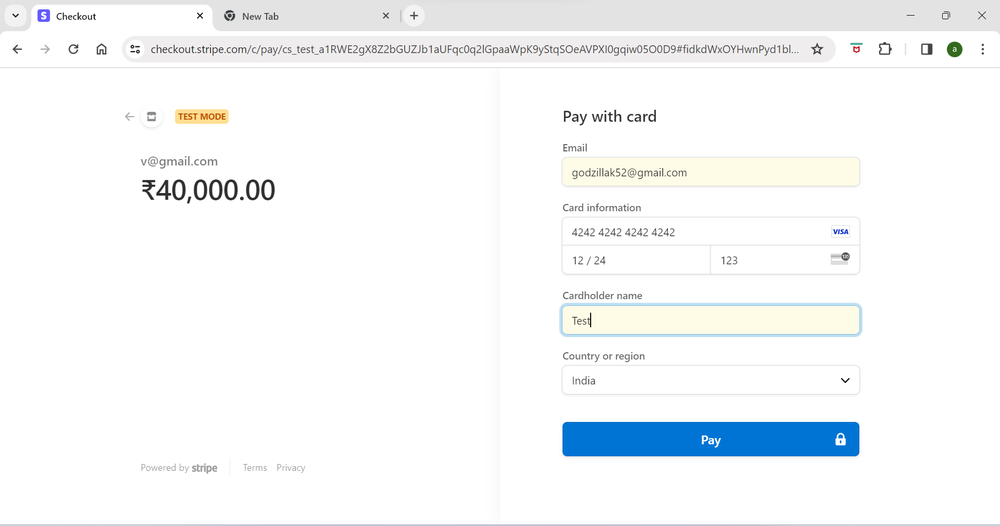 Checkout
New Tab
checkout.stripe.com/c/pay/cs_test_a1RWE2gX8Z2bGUZJb1aUFqc0q2lGpaaWpK9yStqSOeAVPXI0gqiw05O0D9#fidkdWxOYHwnPyd1bl...
a
TEST MODE
v@gmail.com
₹40,000.00
Powered by stripe
Terms Privacy
Pay with card
Email
godzillak52@gmail.com
Card information
4242 4242 4242 4242 VISA
12 / 24 123 135
Cardholder name
Test
Country or region
India
Pay